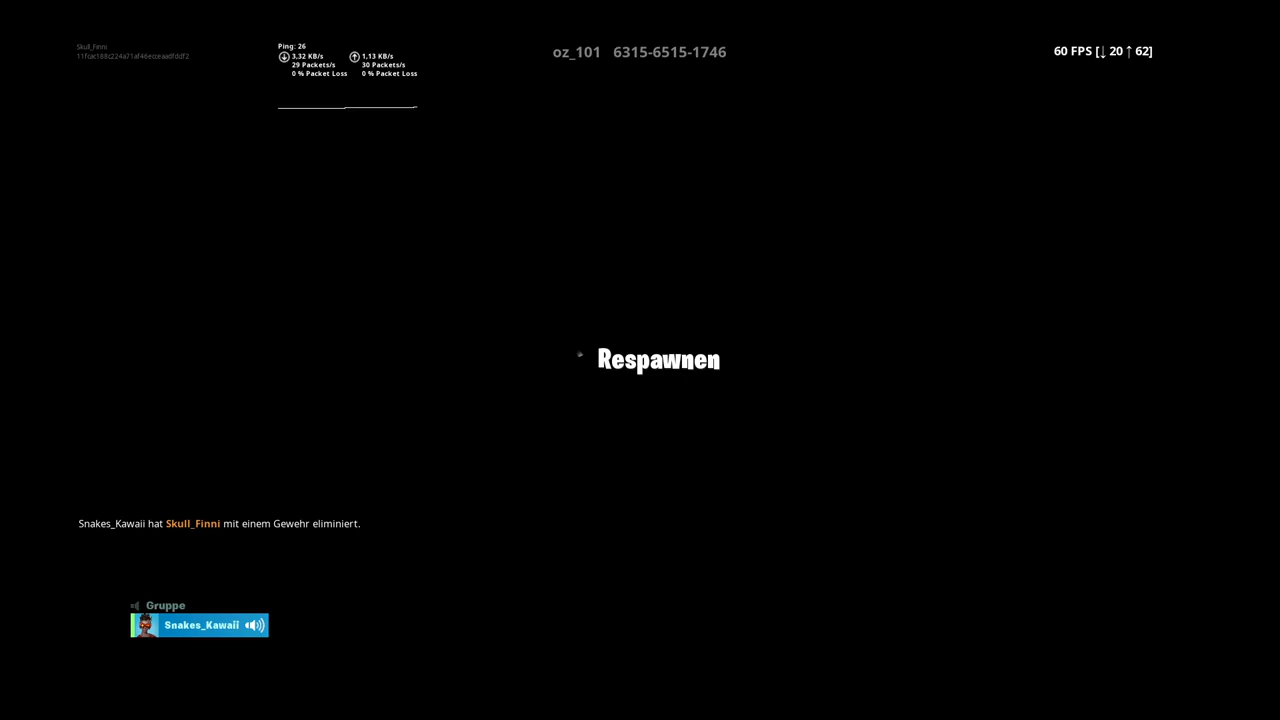 Skull_Finni
Ping: 26
3,32 KB/s
29 Packets/s
0 % Packet Loss
1,13 KB/s
30 Packets/s
0 % Packet Loss
oz_101 6315-6515-1746
60 FPS [↓ 20 ↑ 62]
Respawnen
Snakes_Kawaii hat Skull_Finni mit einem Gewehr eliminiert.
Gruppe
Snakes_Kawaii